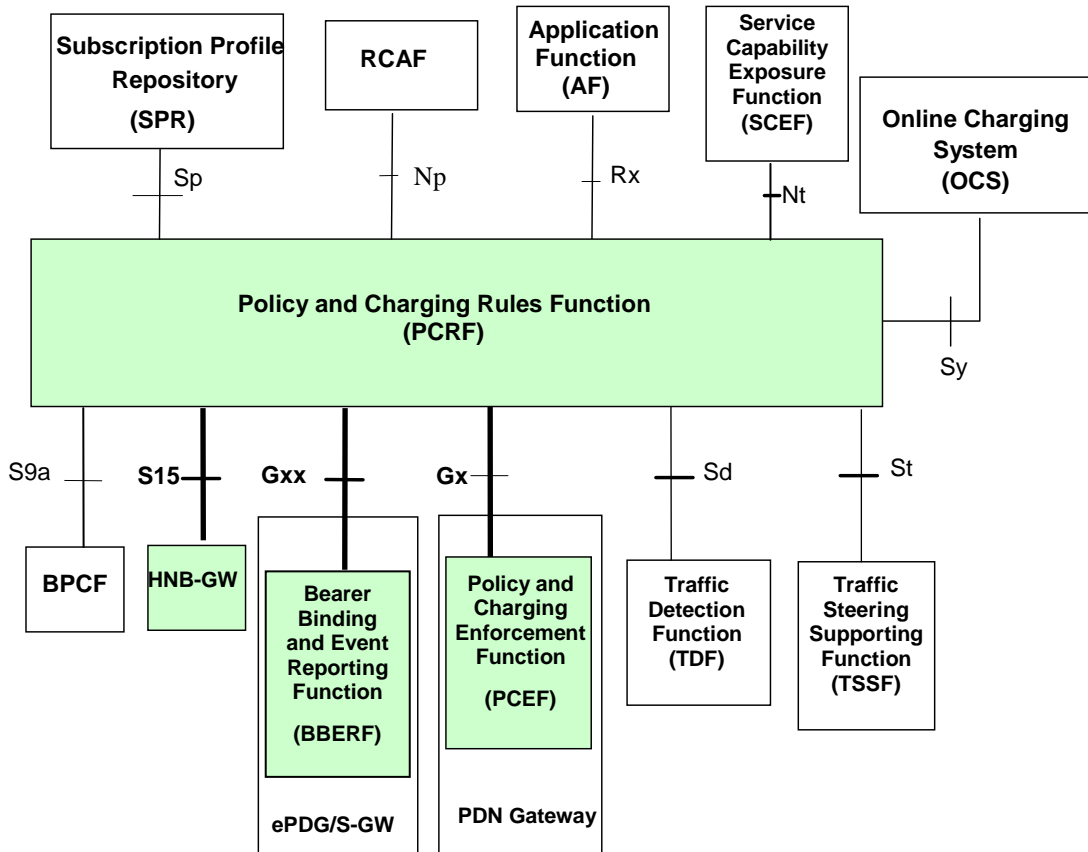 Subscription Profile
Repository
(SPR)
RCAF
Application
Function
(AF)
Service
Capability
Exposure
Function
(SCEF)
Online Charging
System
(OCS)
Sp
Np
Rx
Nt
Policy and Charging Rules Function
(PCRF)
Sy
S9a
S15
Gxx
Gx
Sd
St
BPCF
HNB-GW
Bearer
Binding
and Event
Reporting
Function
(BBERF)
ePDG/S-GW
Policy and
Charging
Enforcement
Function
(PCEF)
PDN Gateway
Traffic
Detection
Function
(TDF)
Traffic
Steering
Supporting
Function
(TSSF)